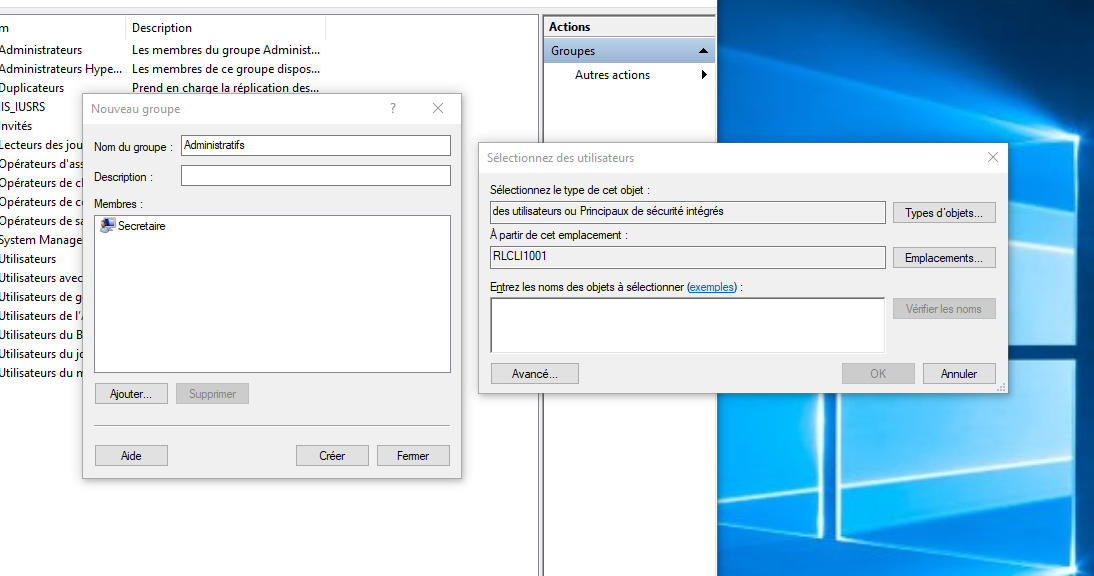 m Description
Administrateurs Les membres du groupe Administ...
Administrateurs Hype... Les membres de ce groupe dispos...
Duplicateurs Prend en charge la réplication des...
IIS_IUSRS
Invités
Lecteurs des jou
Opérateurs d'ass
Opérateurs de c
Opérateurs de c
Opérateurs de sa
System Manage
Utilisateurs
Utilisateurs avec
Utilisateurs de g
Utilisateurs de l'
Utilisateurs du B
Utilisateurs du jo
Utilisateurs du m
Actions
Groupes
Autres actions
Nouveau groupe ?
Nom du groupe : Administratifs
Description :
Membres :
Secretaire
Ajouter... Supprimer
Aide Créer Fermer
Sélectionnez des utilisateurs
Sélectionnez le type de cet objet :
des utilisateurs ou Principaux de sécurité intégrés Types d'objets...
À partir de cet emplacement :
RLCLI1001 Emplacements...
Entrez les noms des objets à sélectionner (exemples) :
Vérifier les noms
Avancé... OK Annuler